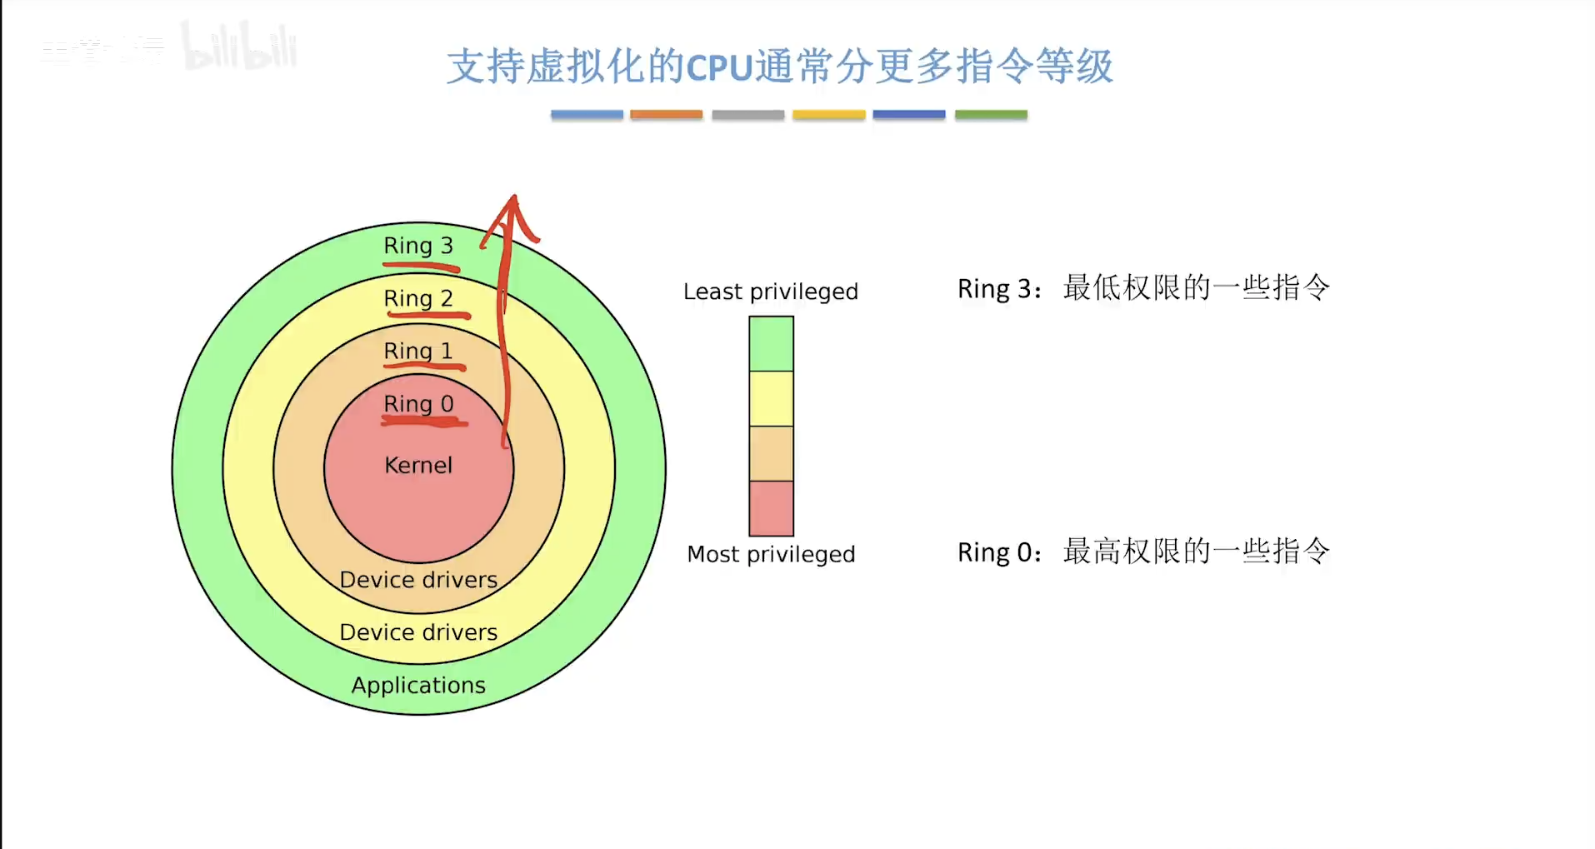 bilibili
支持虚拟化的CPU通常分更多指令等级
Ring 3
Ring 2
Ring 1
Ring 0
Kernel
Device drivers
Device drivers
Applications
Least privileged
Most privileged
Ring 3：最低权限的一些指令
Ring 0：最高权限的一些指令